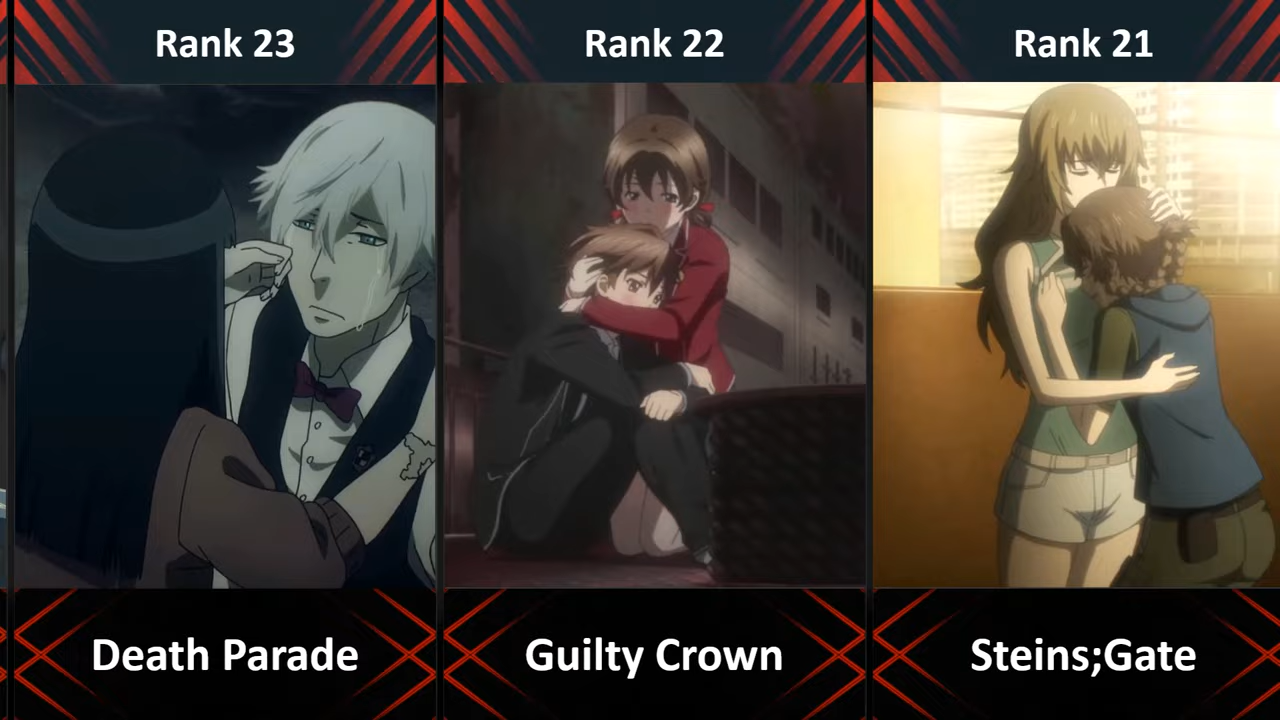 Rank 23
Rank 22
Rank 21
Death Parade
Guilty Crown
Steins;Gate